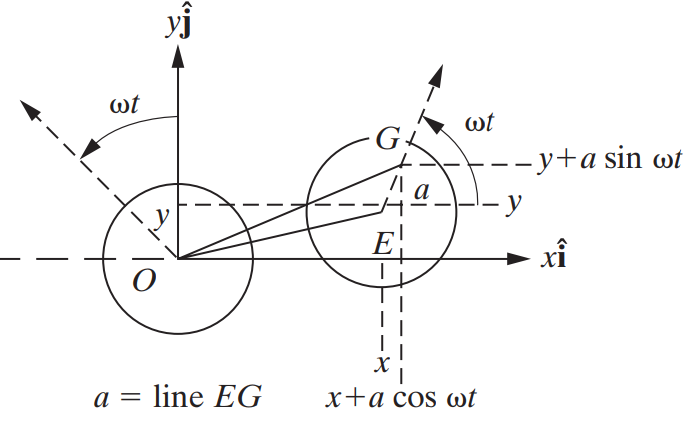 yĵ
ωt
ωt
G
y+a sin ωt
a
y
y
E
xî
O
x
a = line EG
x+a cos ωt